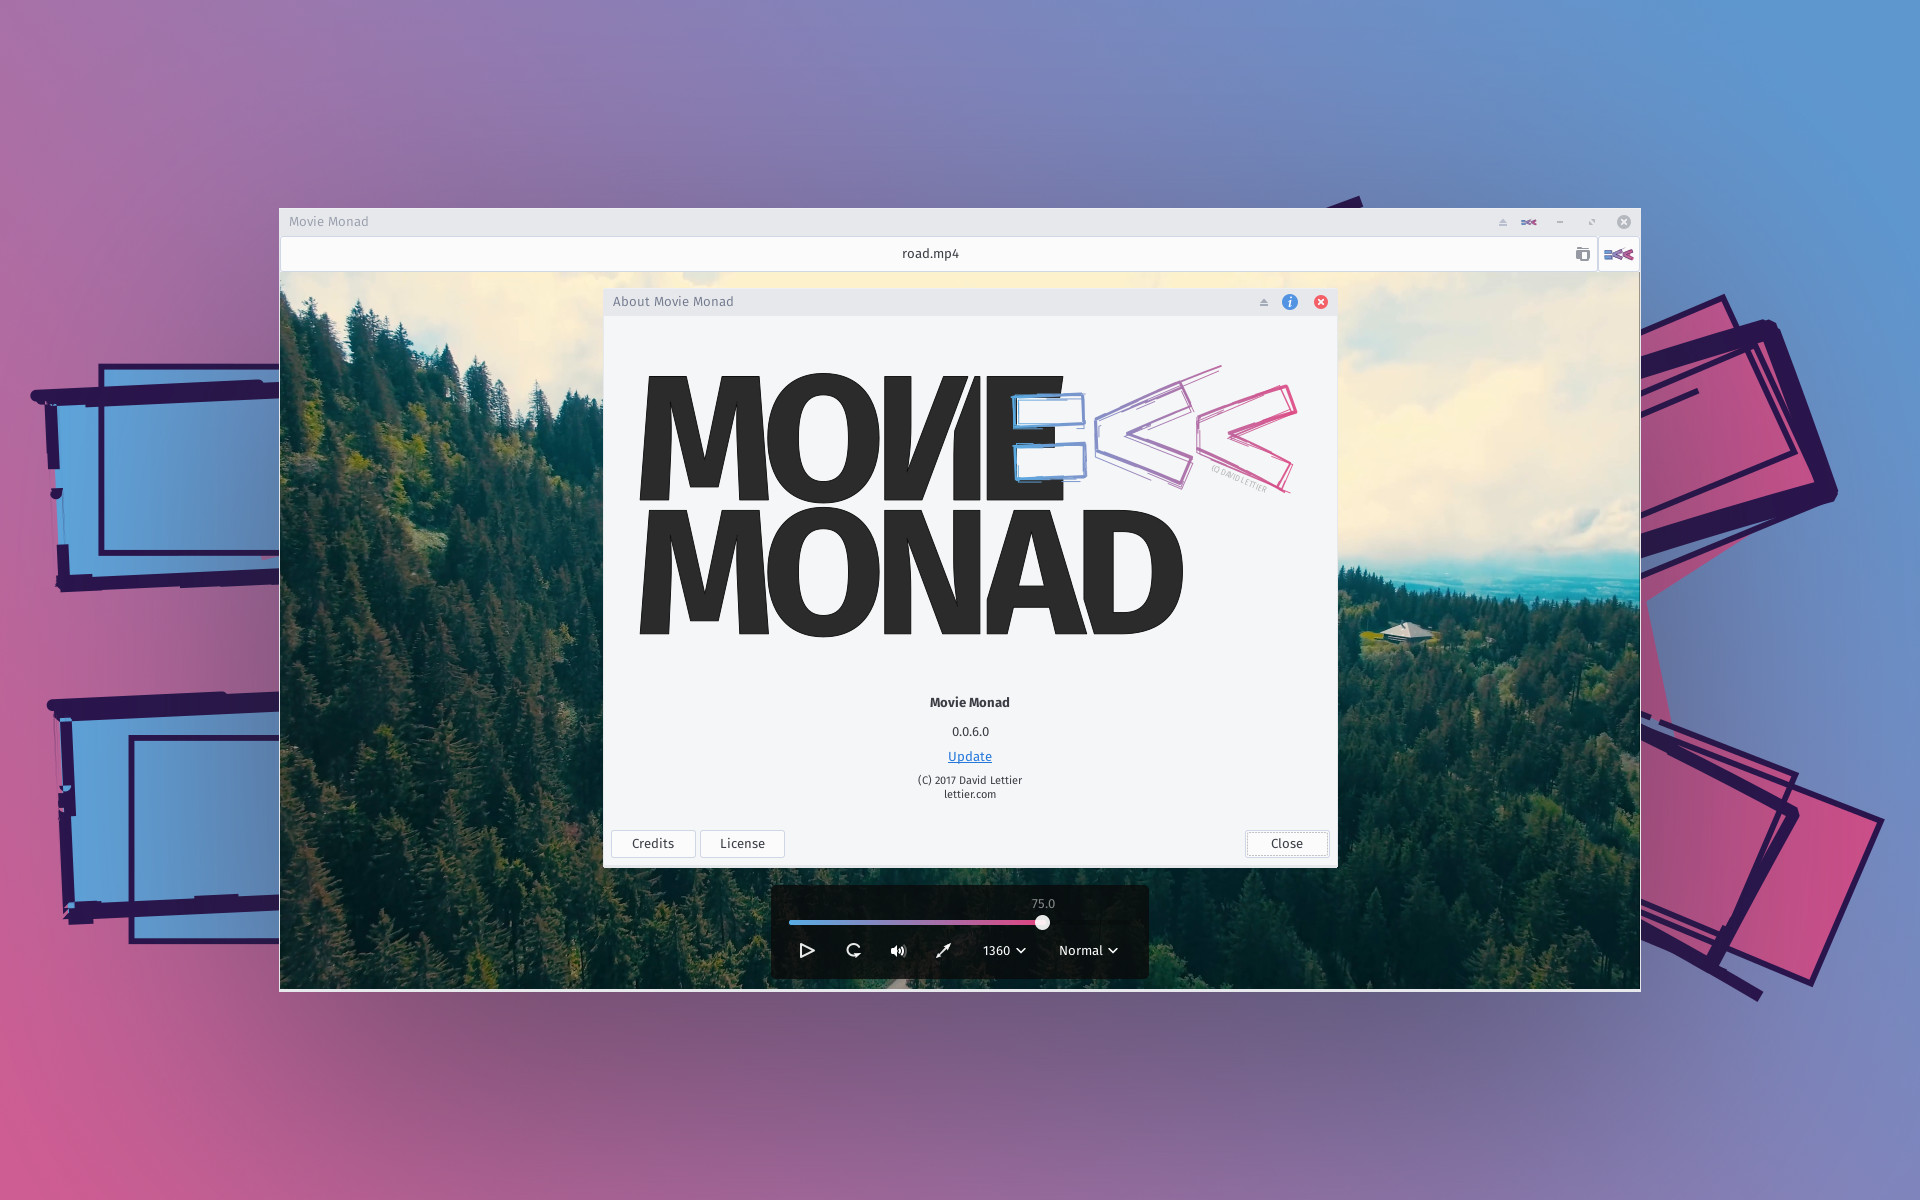 Movie Monad
road.mp4
About Movie Monad
MOVIE
MONAD
(C) DAVID LETTIER
Movie Monad
0.0.6.0
Update
(C) 2017 David Lettier
lettier.com
Credits
License
Close
75.0
1360
Normal